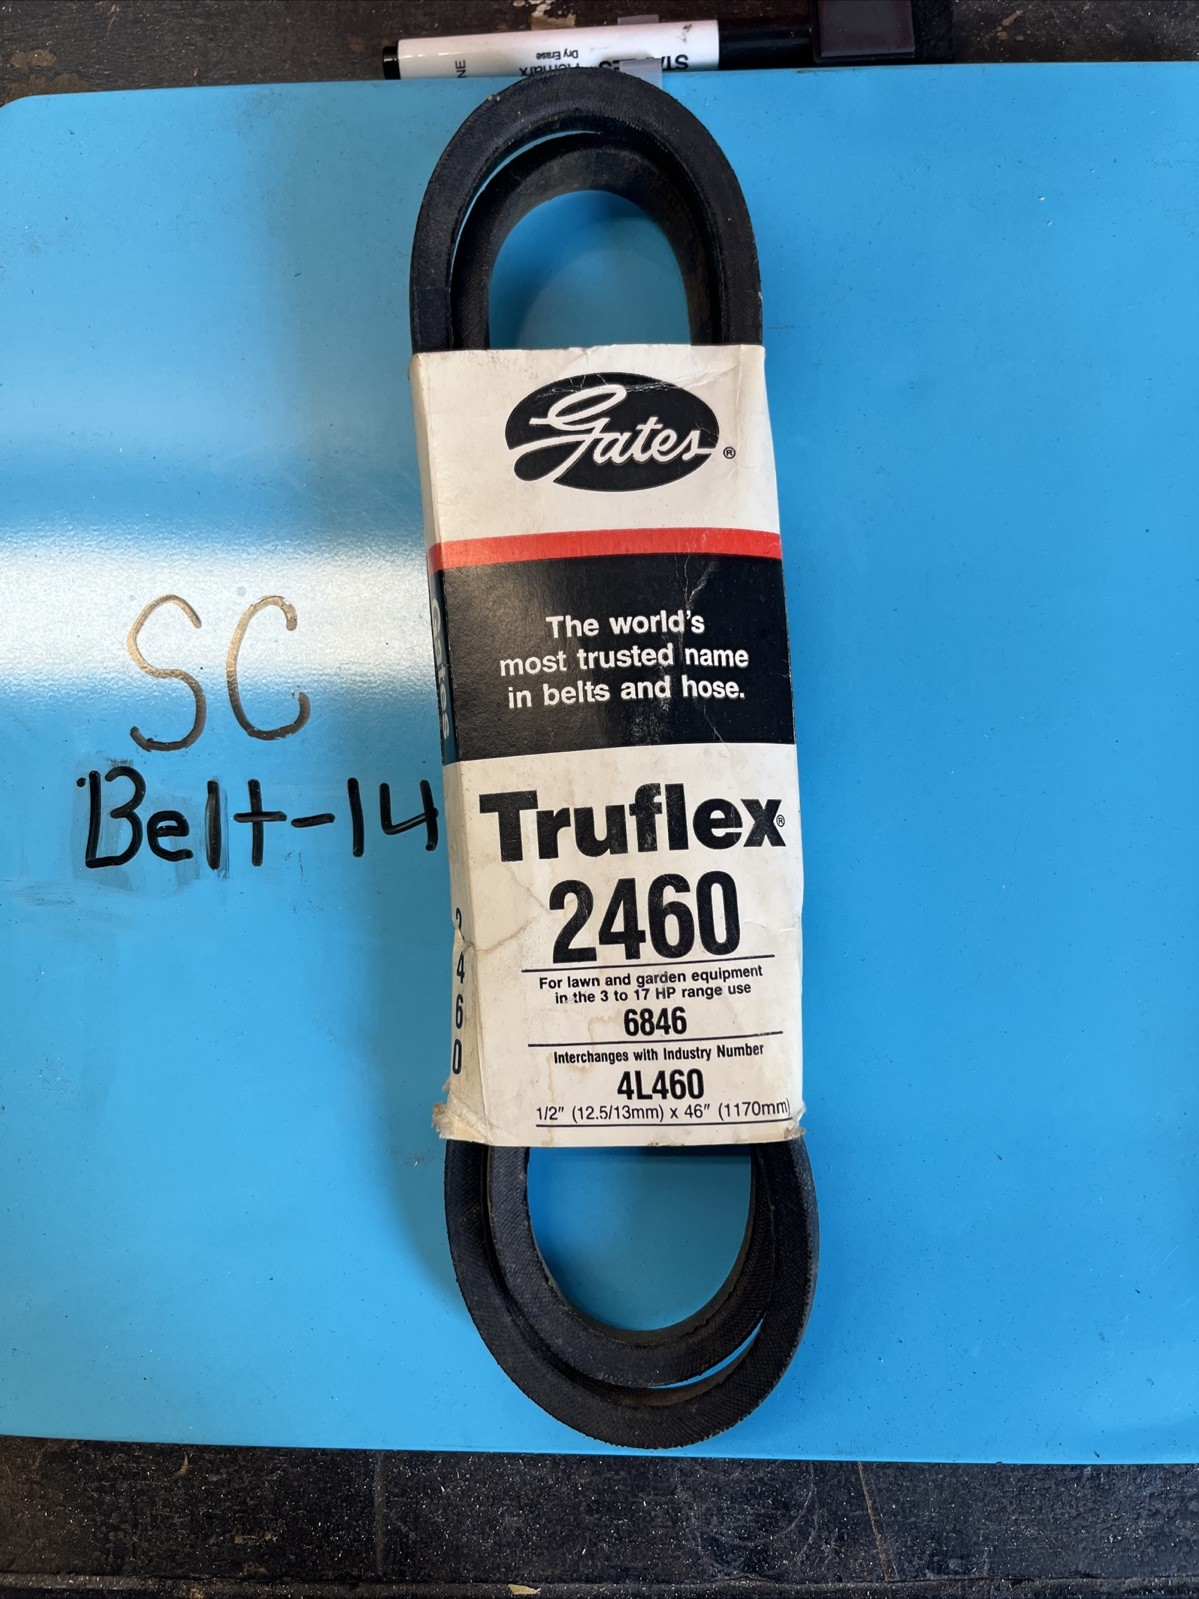 Dry Erase
Gates®
The world's
most trusted name
in belts and hose.
SC
Belt-14
Truflex®
2460
2460
For lawn and garden equipment
in the 3 to 17 HP range use
6846
Interchanges with Industry Number
4L460
1/2" (12.5/13mm) x 46" (1170mm)